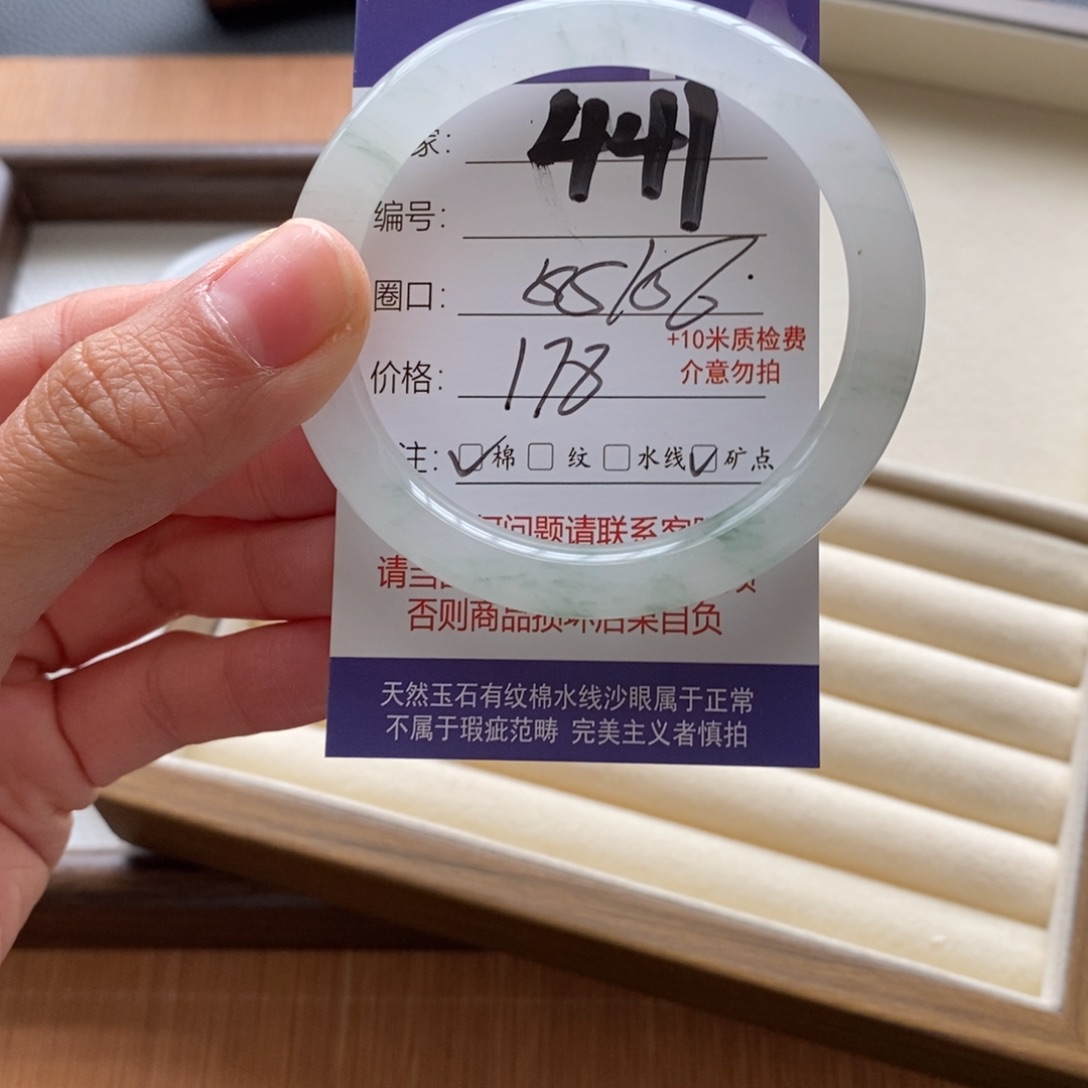 家: 441
编号:
圈口: 55/56.
价格: 178
+10米质检费
介意勿拍
注: 棉 纹 水线 矿点
问题请联系客
请当
否则商品损坏后果自负
天然玉石有纹棉水线沙眼属于正常
不属于瑕疵范畴 完美主义者慎拍